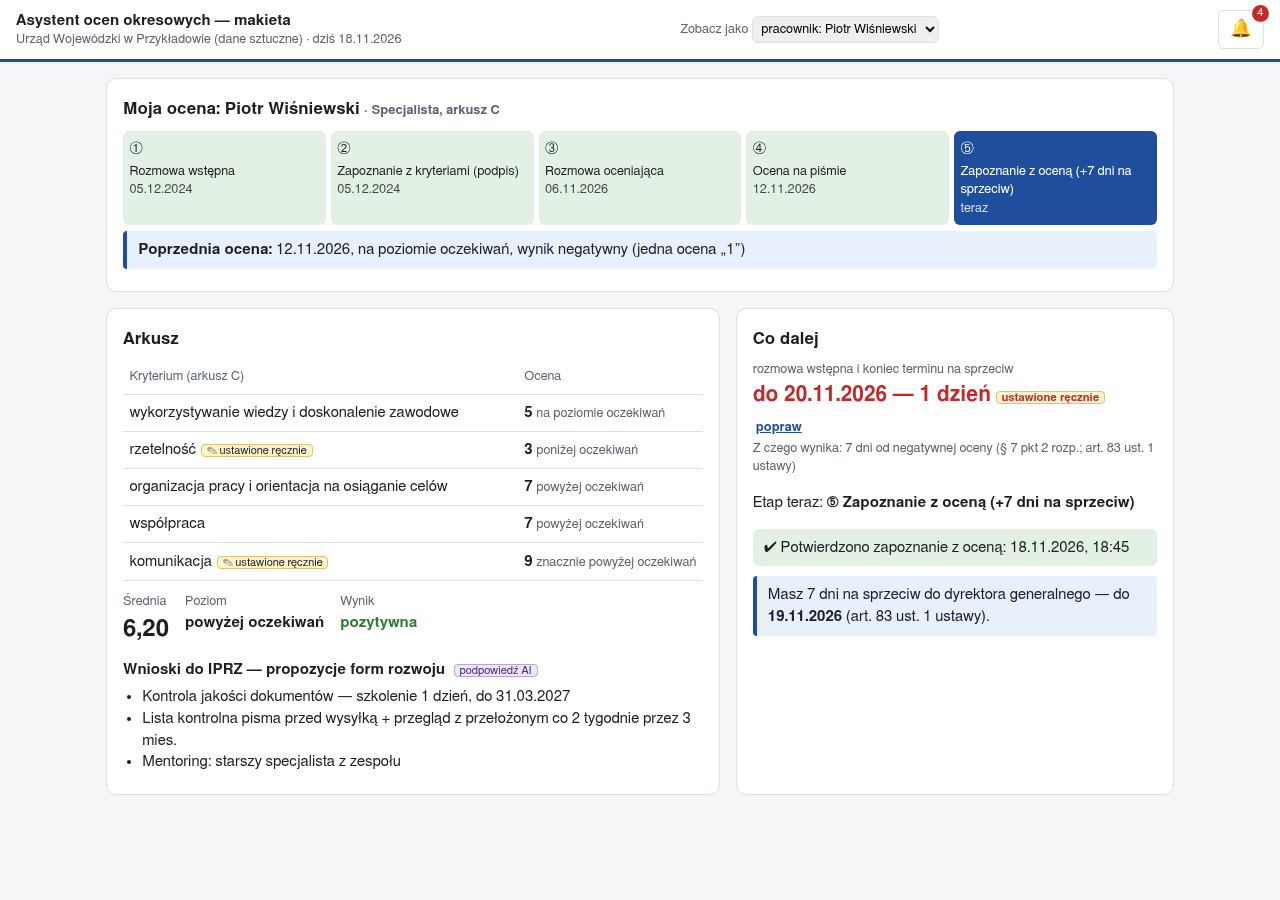 Asystent ocen okresowych — makieta
Urząd Wojewódzki w Przykładowie (dane sztuczne) · dziś 18.11.2026
Zobacz jako pracownik: Piotr Wiśniewski
4
Moja ocena: Piotr Wiśniewski · Specjalista, arkusz C
①
Rozmowa wstępna
05.12.2024
②
Zapoznanie z kryteriami (podpis)
05.12.2024
③
Rozmowa oceniająca
06.11.2026
④
Ocena na piśmie
12.11.2026
⑤
Zapoznanie z oceną (+7 dni na
sprzeciw)
teraz
Poprzednia ocena: 12.11.2026, na poziomie oczekiwań, wynik negatywny (jedna ocena „1”)
Arkusz
Kryterium (arkusz C) Ocena
wykorzystywanie wiedzy i doskonalenie zawodowe 5 na poziomie oczekiwań
rzetelność ✎ ustawione ręcznie 3 poniżej oczekiwań
organizacja pracy i orientacja na osiąganie celów 7 powyżej oczekiwań
współpraca 7 powyżej oczekiwań
komunikacja ✎ ustawione ręcznie 9 znacznie powyżej oczekiwań
Średnia Poziom Wynik
6,20 powyżej oczekiwań pozytywna
Wnioski do IPRZ — propozycje form rozwoju podpowiedź AI
• Kontrola jakości dokumentów — szkolenie 1 dzień, do 31.03.2027
• Lista kontrolna pisma przed wysyłką + przegląd z przełożonym co 2 tygodnie przez 3
mies.
• Mentoring: starszy specjalista z zespołu
Co dalej
rozmowa wstępna i koniec terminu na sprzeciw
do 20.11.2026 — 1 dzień ustawione ręcznie
popraw
Z czego wynika: 7 dni od negatywnej oceny (§ 7 pkt 2 rozp.; art. 83 ust. 1
ustawy)
Etap teraz: ⑤ Zapoznanie z oceną (+7 dni na sprzeciw)
✔ Potwierdzono zapoznanie z oceną: 18.11.2026, 18:45
Masz 7 dni na sprzeciw do dyrektora generalnego — do
19.11.2026 (art. 83 ust. 1 ustawy).